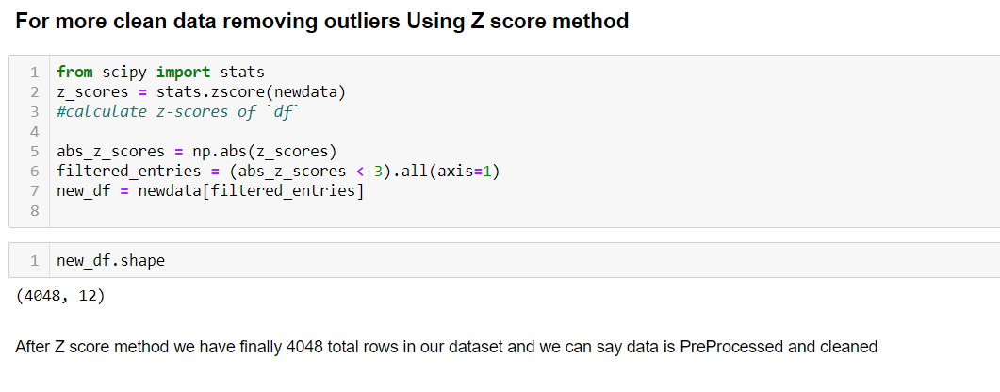 For more clean data removing outliers Using Z score method
1 from scipy import stats
2 z_scores = stats.zscore(newdata)
3 #calculate z-scores of `df`
4
5 abs_z_scores = np.abs(z_scores)
6 filtered_entries = (abs_z_scores < 3).all(axis=1)
7 new_df = newdata[filtered_entries]
8
1 new_df.shape
(4048, 12)
After Z score method we have finally 4048 total rows in our dataset and we can say data is PreProcessed and cleaned